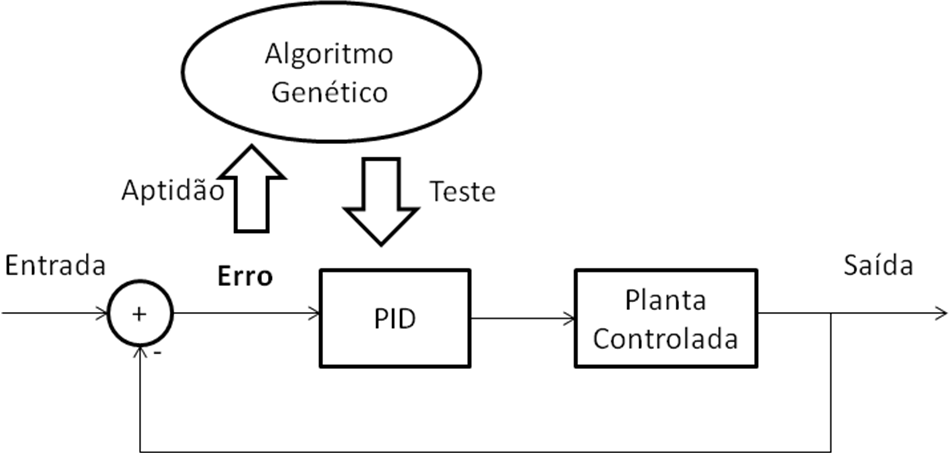 Algoritmo
Genético
Aptidão
Teste
Entrada
Erro
Saída
+
-
PID
Planta
Controlada